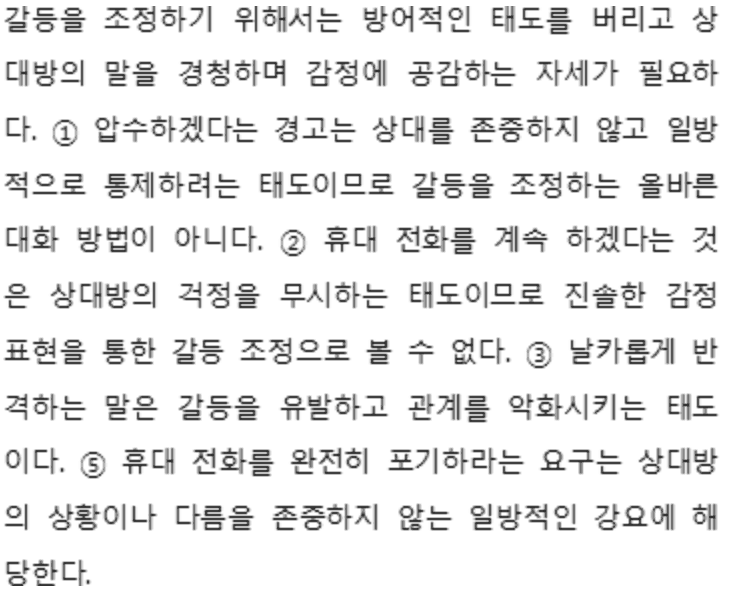 갈등을 조정하기 위해서는 방어적인 태도를 버리고 상
대방의 말을 경청하며 감정에 공감하는 자세가 필요하
다. ① 압수하겠다는 경고는 상대를 존중하지 않고 일방
적으로 통제하려는 태도이므로 갈등을 조정하는 올바른
대화 방법이 아니다. ② 휴대 전화를 계속 하겠다는 것
은 상대방의 걱정을 무시하는 태도이므로 진솔한 감정
표현을 통한 갈등 조정으로 볼 수 없다. ③ 날카롭게 반
격하는 말은 갈등을 유발하고 관계를 악화시키는 태도
이다. ⑤ 휴대 전화를 완전히 포기하라는 요구는 상대방
의 상황이나 다름을 존중하지 않는 일방적인 강요에 해
당한다.